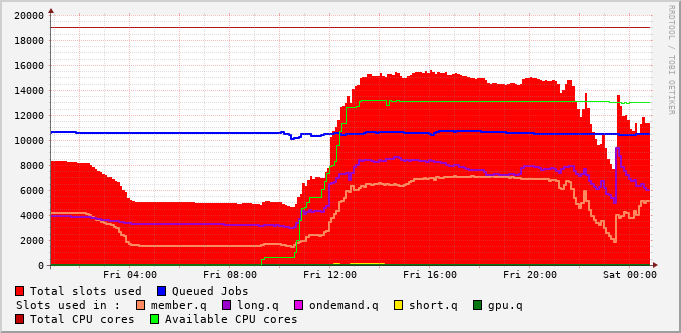 20000
18000
16000
14000
12000
10000
8000
6000
4000
2000
0
Fri 04:00 Fri 08:00 Fri 12:00 Fri 16:00 Fri 20:00 Sat 00:00
RRDTOOL / TOBI OETIKER
Total slots used Queued Jobs
Slots used in : member.q long.q ondemand.q short.q gpu.q
Total CPU cores Available CPU cores